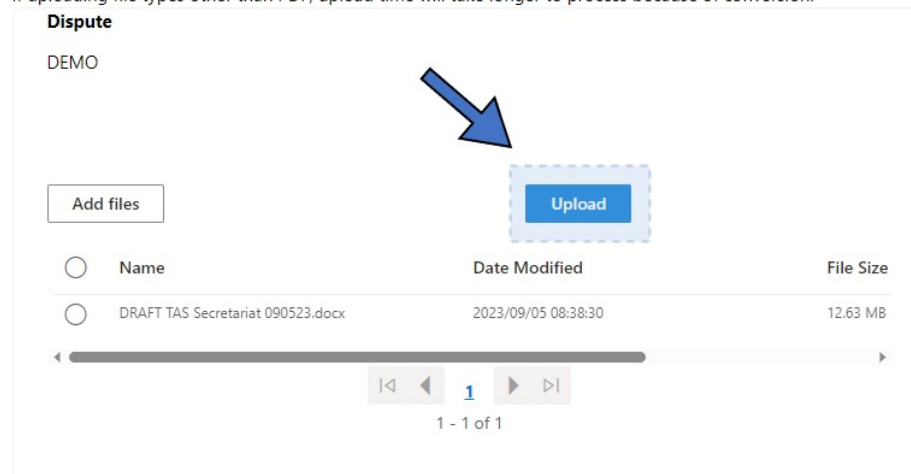 If uploading file types other than PDF, upload time will take longer to process because of conversion.
Dispute
DEMO
Add files
Upload
Name Date Modified File Size
DRAFT TAS Secretariat 090523.docx 2023/09/05 08:38:30 12.63 MB
1
1 - 1 of 1